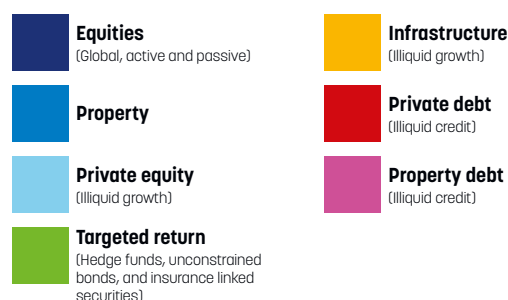 Equities
(Global, active and passive)
Property
Private equity
(Illiquid growth)
Targeted return
(Hedge funds, unconstrained
bonds, and insurance linked
securities)
Infrastructure
(Illiquid growth)
Private debt
(Illiquid credit)
Property debt
(Illiquid credit)